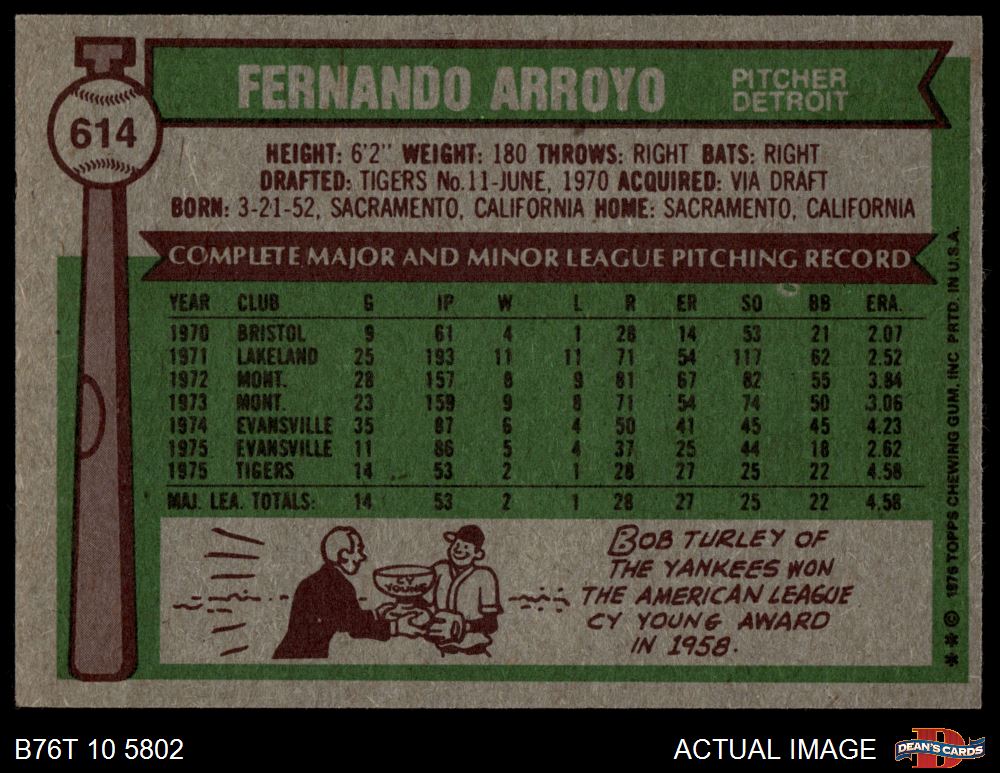 614
FERNANDO ARROYO
PITCHER
DETROIT
HEIGHT: 6'2" WEIGHT: 180 THROWS: RIGHT BATS: RIGHT
DRAFTED: TIGERS No.11-JUNE, 1970 ACQUIRED: VIA DRAFT
BORN: 3-21-52, SACRAMENTO, CALIFORNIA HOME: SACRAMENTO, CALIFORNIA
COMPLETE MAJOR AND MINOR LEAGUE PITCHING RECORD
YEAR CLUB G IP W L R ER SO BB ERA.
1970 BRISTOL 9 61 4 1 26 14 53 21 2.07
1971 LAKELAND 25 193 11 11 71 54 117 62 2.52
1972 MONT. 28 157 8 9 81 67 82 55 3.84
1973 MONT. 23 159 9 8 71 54 74 50 3.06
1974 EVANSVILLE 35 87 6 4 50 41 45 45 4.23
1975 EVANSVILLE 11 86 5 4 37 25 44 18 2.62
1975 TIGERS 14 53 2 1 28 27 25 22 4.58
MAJ. LEA. TOTALS: 14 53 2 1 28 27 25 22 4.58
CY
YOUNG
BOB TURLEY OF
THE YANKEES WON
THE AMERICAN LEAGUE
CY YOUNG AWARD
IN 1958.
* * © 1976 TOPPS CHEWING GUM, INC PRTD. IN U.S.A.
B76T 10 5802
ACTUAL IMAGE
DEAN'S CARDS